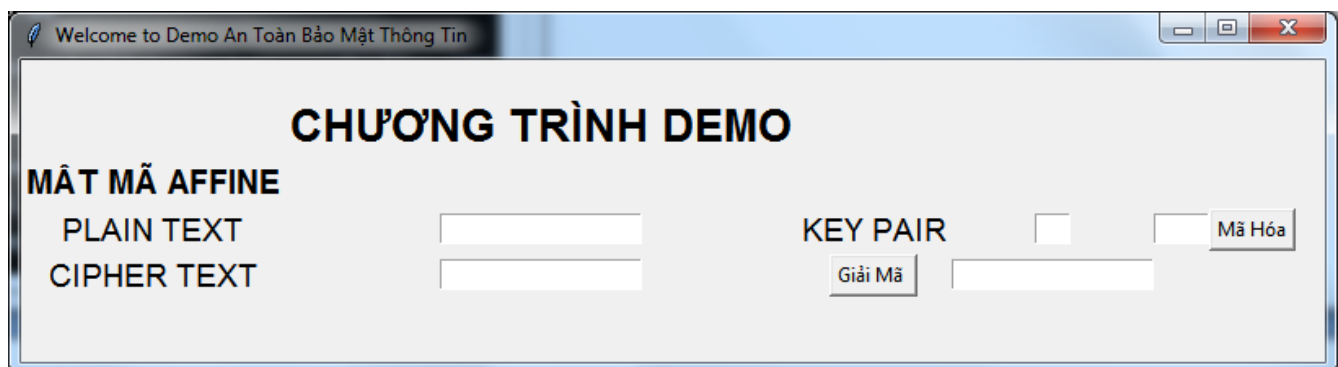 Welcome to Demo An Toàn Bảo Mật Thông Tin
CHƯƠNG TRÌNH DEMO
MÂT MÃ AFFINE
PLAIN TEXT KEY PAIR Mã Hóa
CIPHER TEXT Giải Mã